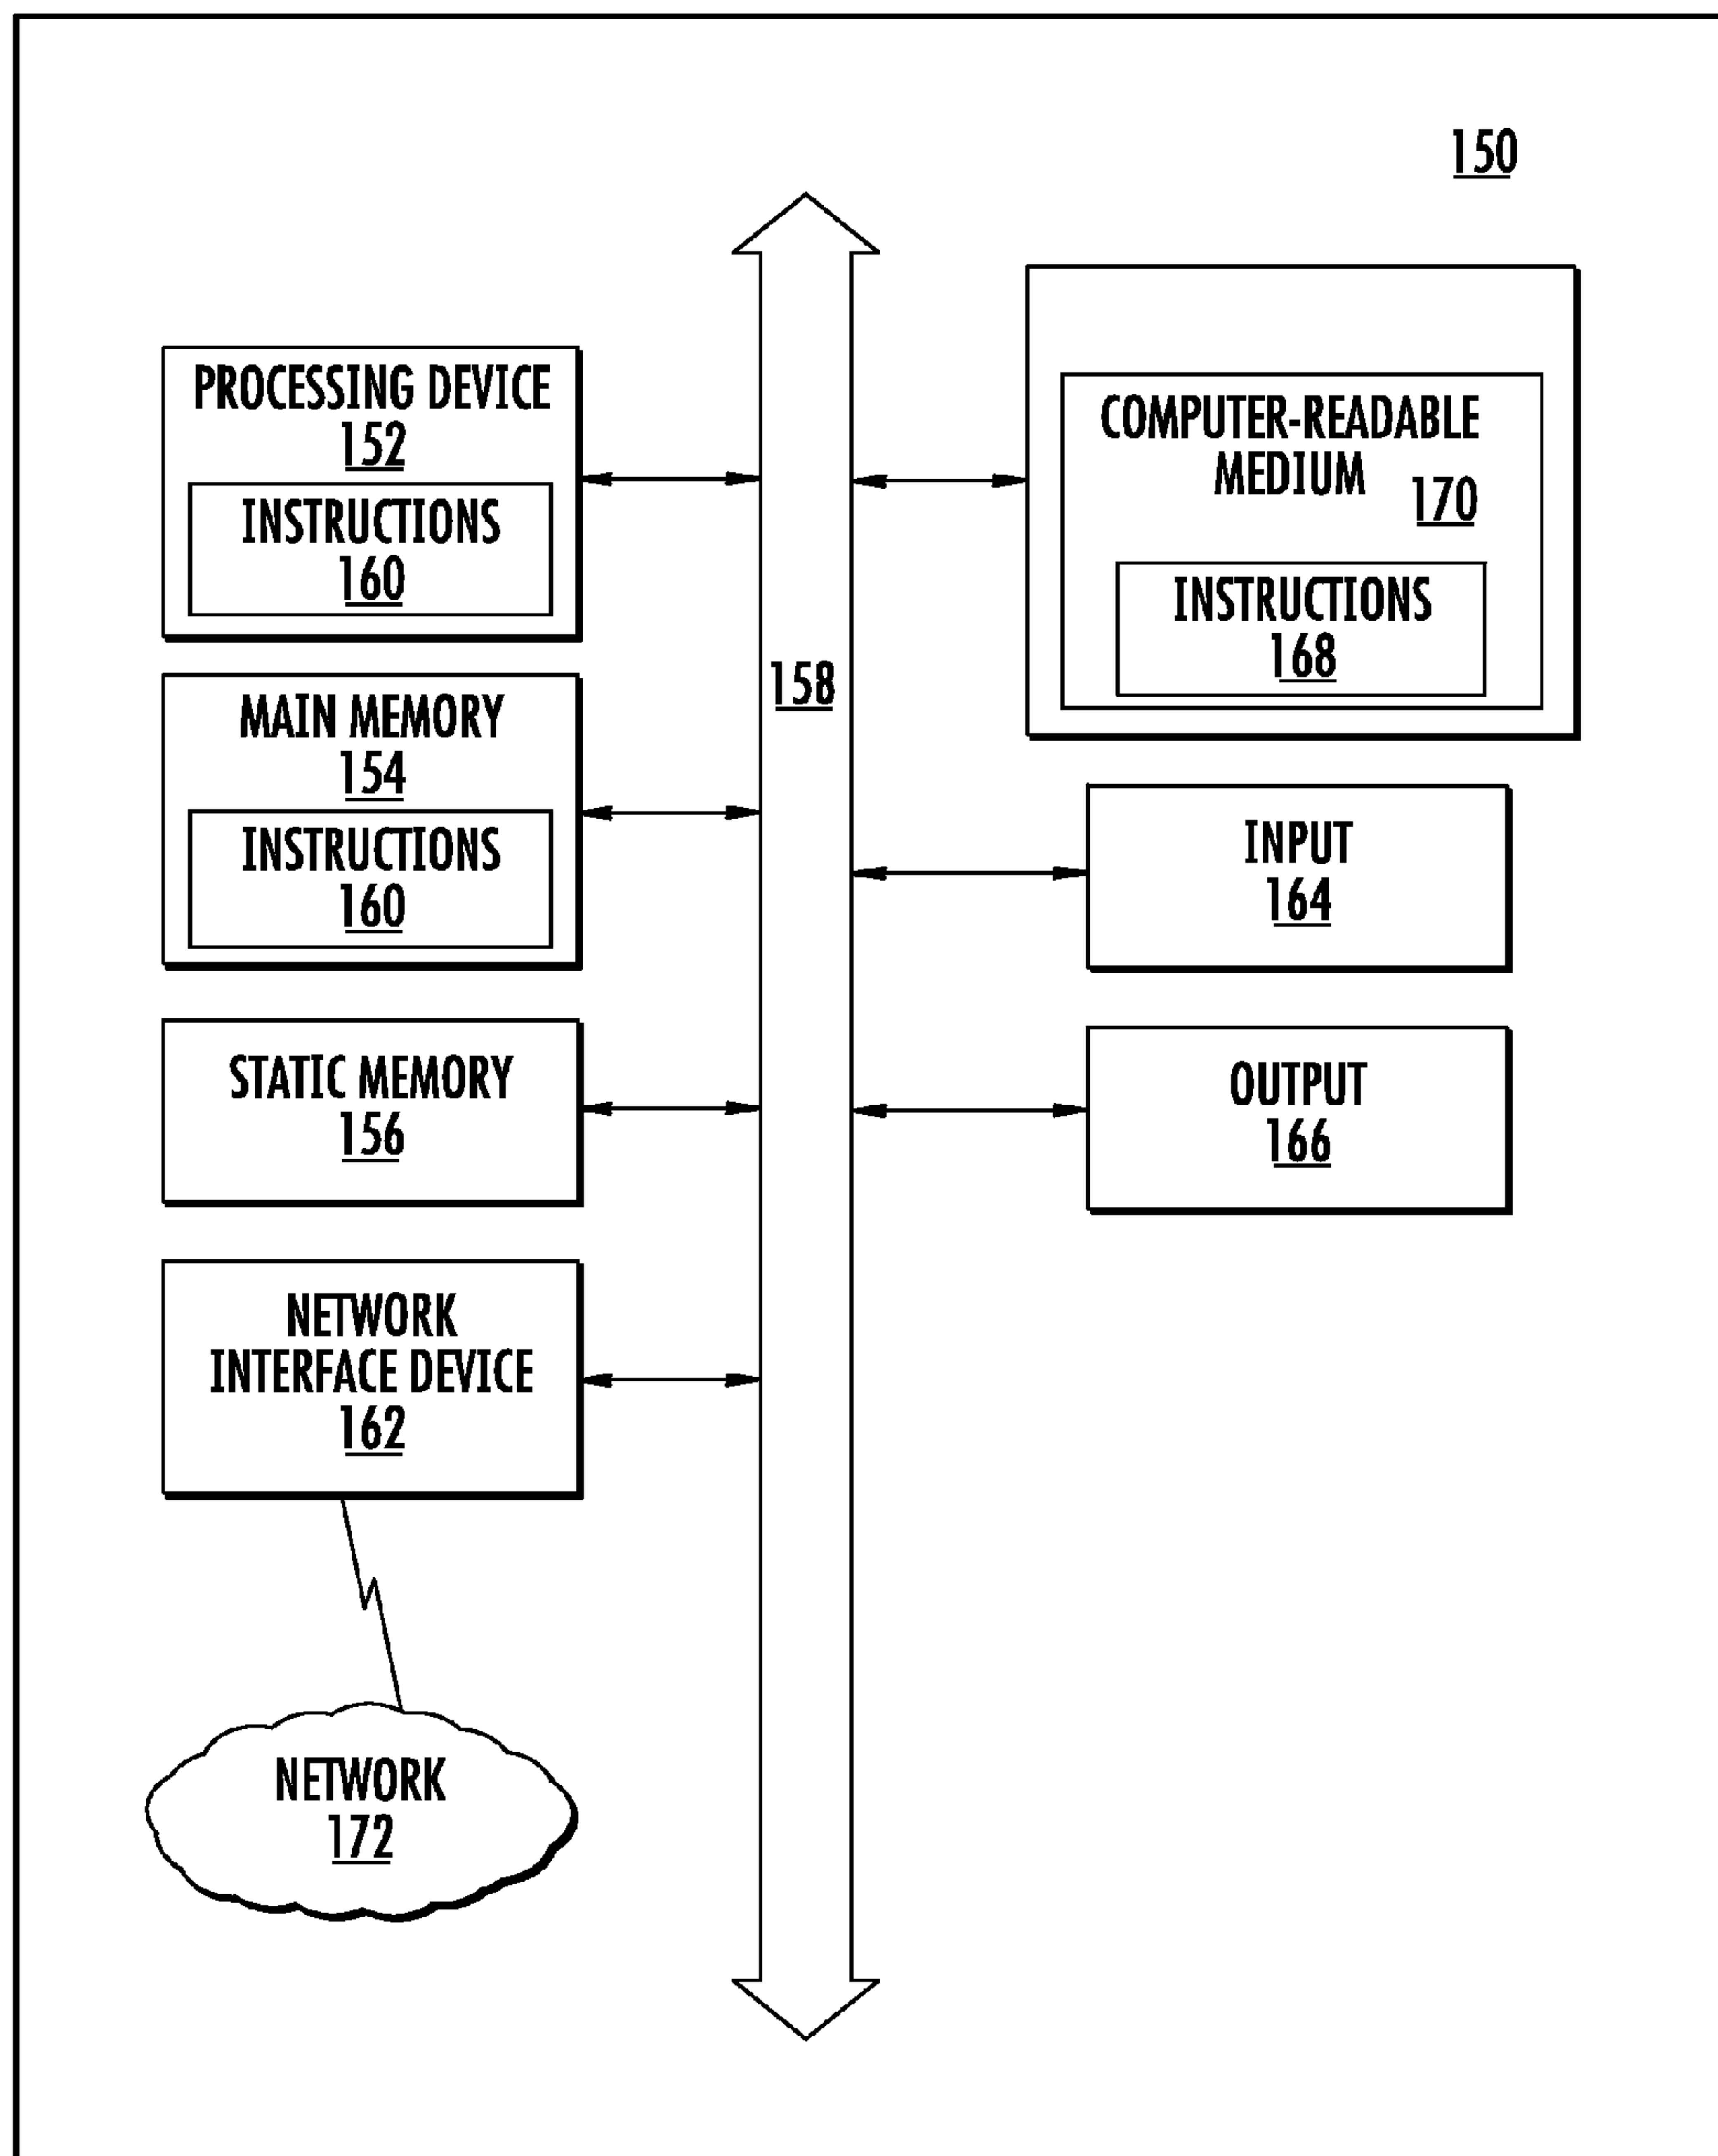 150
PROCESSING DEVICE
152
INSTRUCTIONS
160
MAIN MEMORY
154
INSTRUCTIONS
160
STATIC MEMORY
156
NETWORK
INTERFACE DEVICE
162
NETWORK
172
158
COMPUTER-READABLE
MEDIUM
170
INSTRUCTIONS
168
INPUT
164
OUTPUT
166